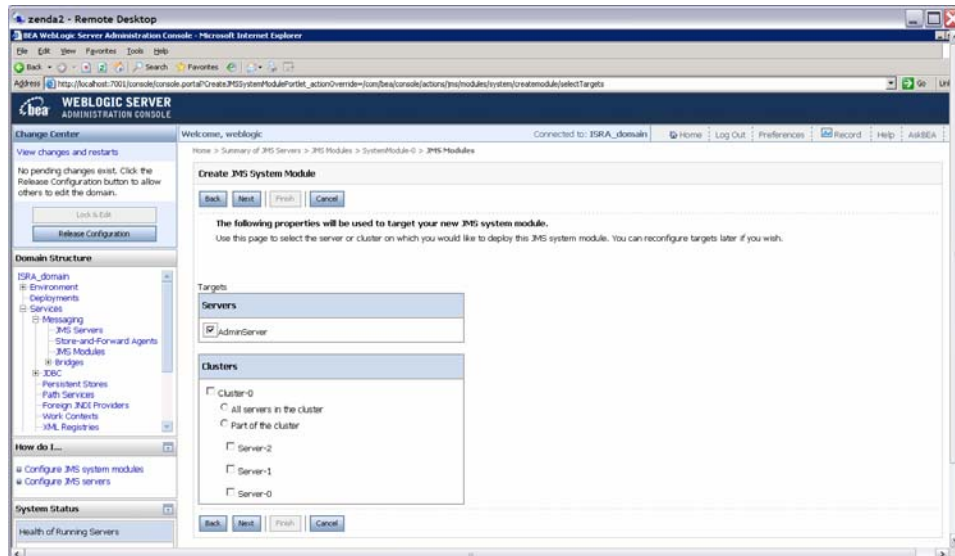 zenda2 - Remote Desktop
BEA WebLogic Server Administration Console - Microsoft Internet Explorer
File Edit View Favorites Tools Help
Back Search Favorites
Address http://localhost:7001/console/console.portal?CreateJMSSystemModulePortlet_actionOverride=/com/bea/console/actions/jms/modules/system/createmodule/selectTargets Go
bea WEBLOGIC SERVER
ADMINISTRATION CONSOLE
Change Center
View changes and restarts
No pending changes exist. Click the
Release Configuration button to allow
others to edit the domain.
Lock & Edit
Release Configuration
Domain Structure
ISRA_domain
Environment
Deployments
Services
Messaging
JMS Servers
Store-and-Forward Agents
JMS Modules
Bridges
JDBC
Persistent Stores
Path Services
Foreign JNDI Providers
Work Contexts
XML Registries
How do I...
Configure JMS system modules
Configure JMS servers
System Status
Health of Running Servers
Welcome, weblogic Connected to: ISRA_domain Home Log Out Preferences Record Help AskBEA
Home > Summary of JMS Servers > JMS Modules > SystemModule-0 > JMS Modules
Create JMS System Module
Back Next Finish Cancel
The following properties will be used to target your new JMS system module.
Use this page to select the server or cluster on which you would like to deploy this JMS system module. You can reconfigure targets later if you wish.
Targets
Servers
AdminServer
Clusters
Cluster-0
All servers in the cluster
Part of the cluster
Server-2
Server-1
Server-0
Back Next Finish Cancel